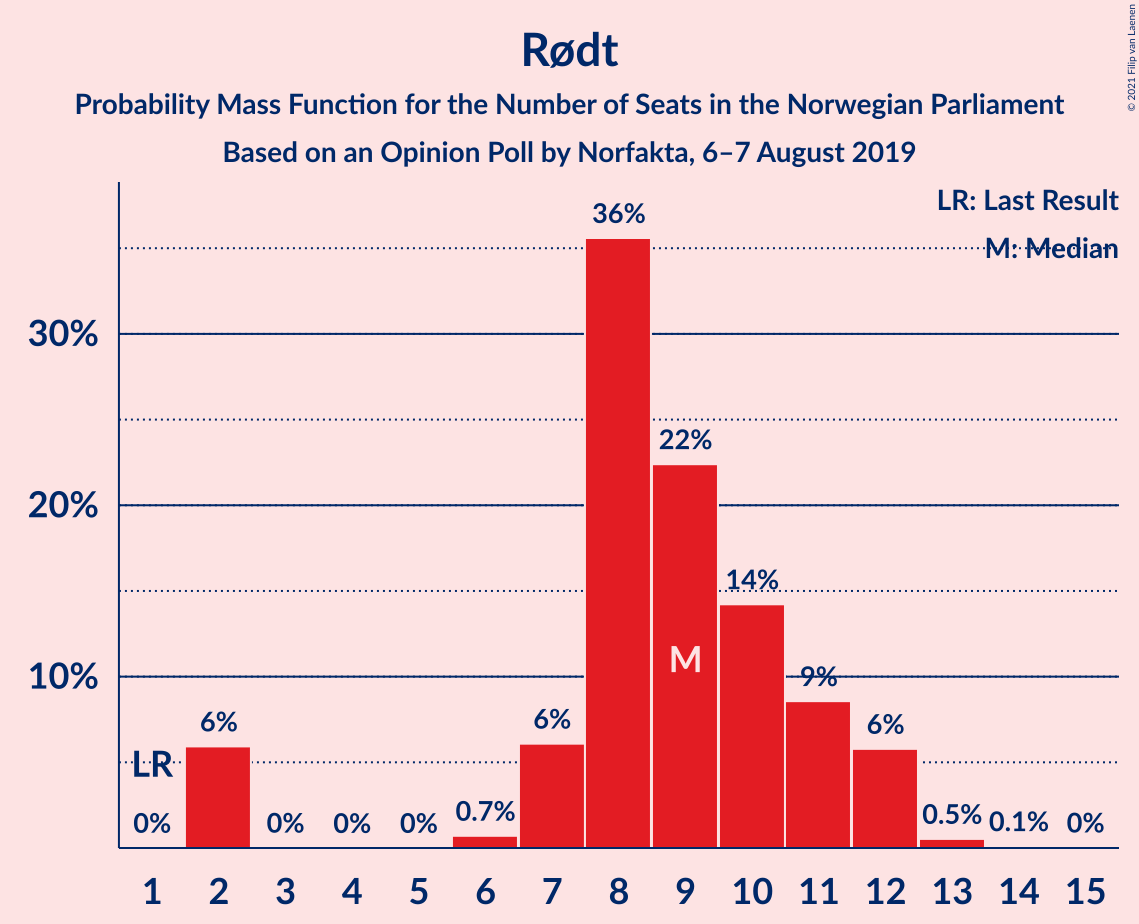 Rødt
Probability Mass Function for the Number of Seats in the Norwegian Parliament
Based on an Opinion Poll by Norfakta, 6–7 August 2019
© 2021 Filip van Laenen
LR: Last Result
M: Median
36%
30%
22%
20%
14%
M
10%
9%
6%
6%
6%
LR
0%
0%
0%
0%
0.7%
0.5%
0.1%
0%
1 2 3 4 5 6 7 8 9 10 11 12 13 14 15